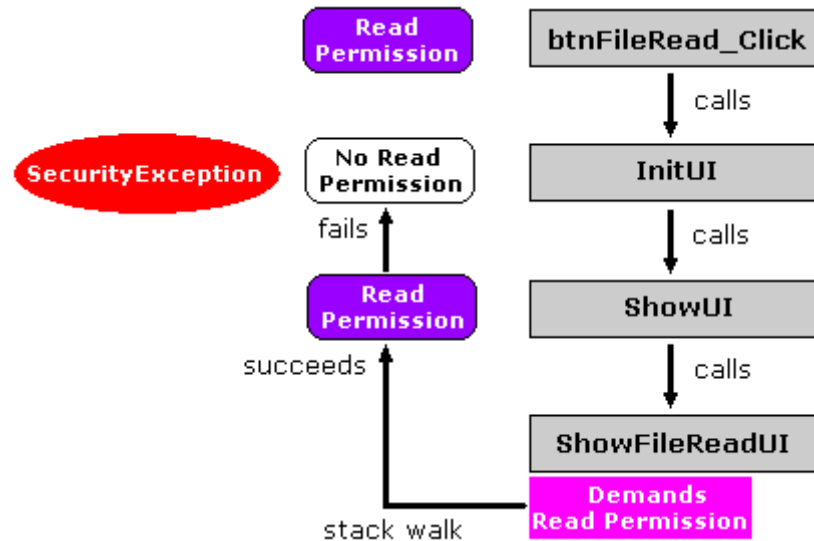 Read
Permission
btnFileRead_Click
calls
SecurityException
No Read
Permission
InitUI
fails
calls
Read
Permission
ShowUI
succeeds
calls
ShowFileReadUI
Demands
Read Permission
stack walk